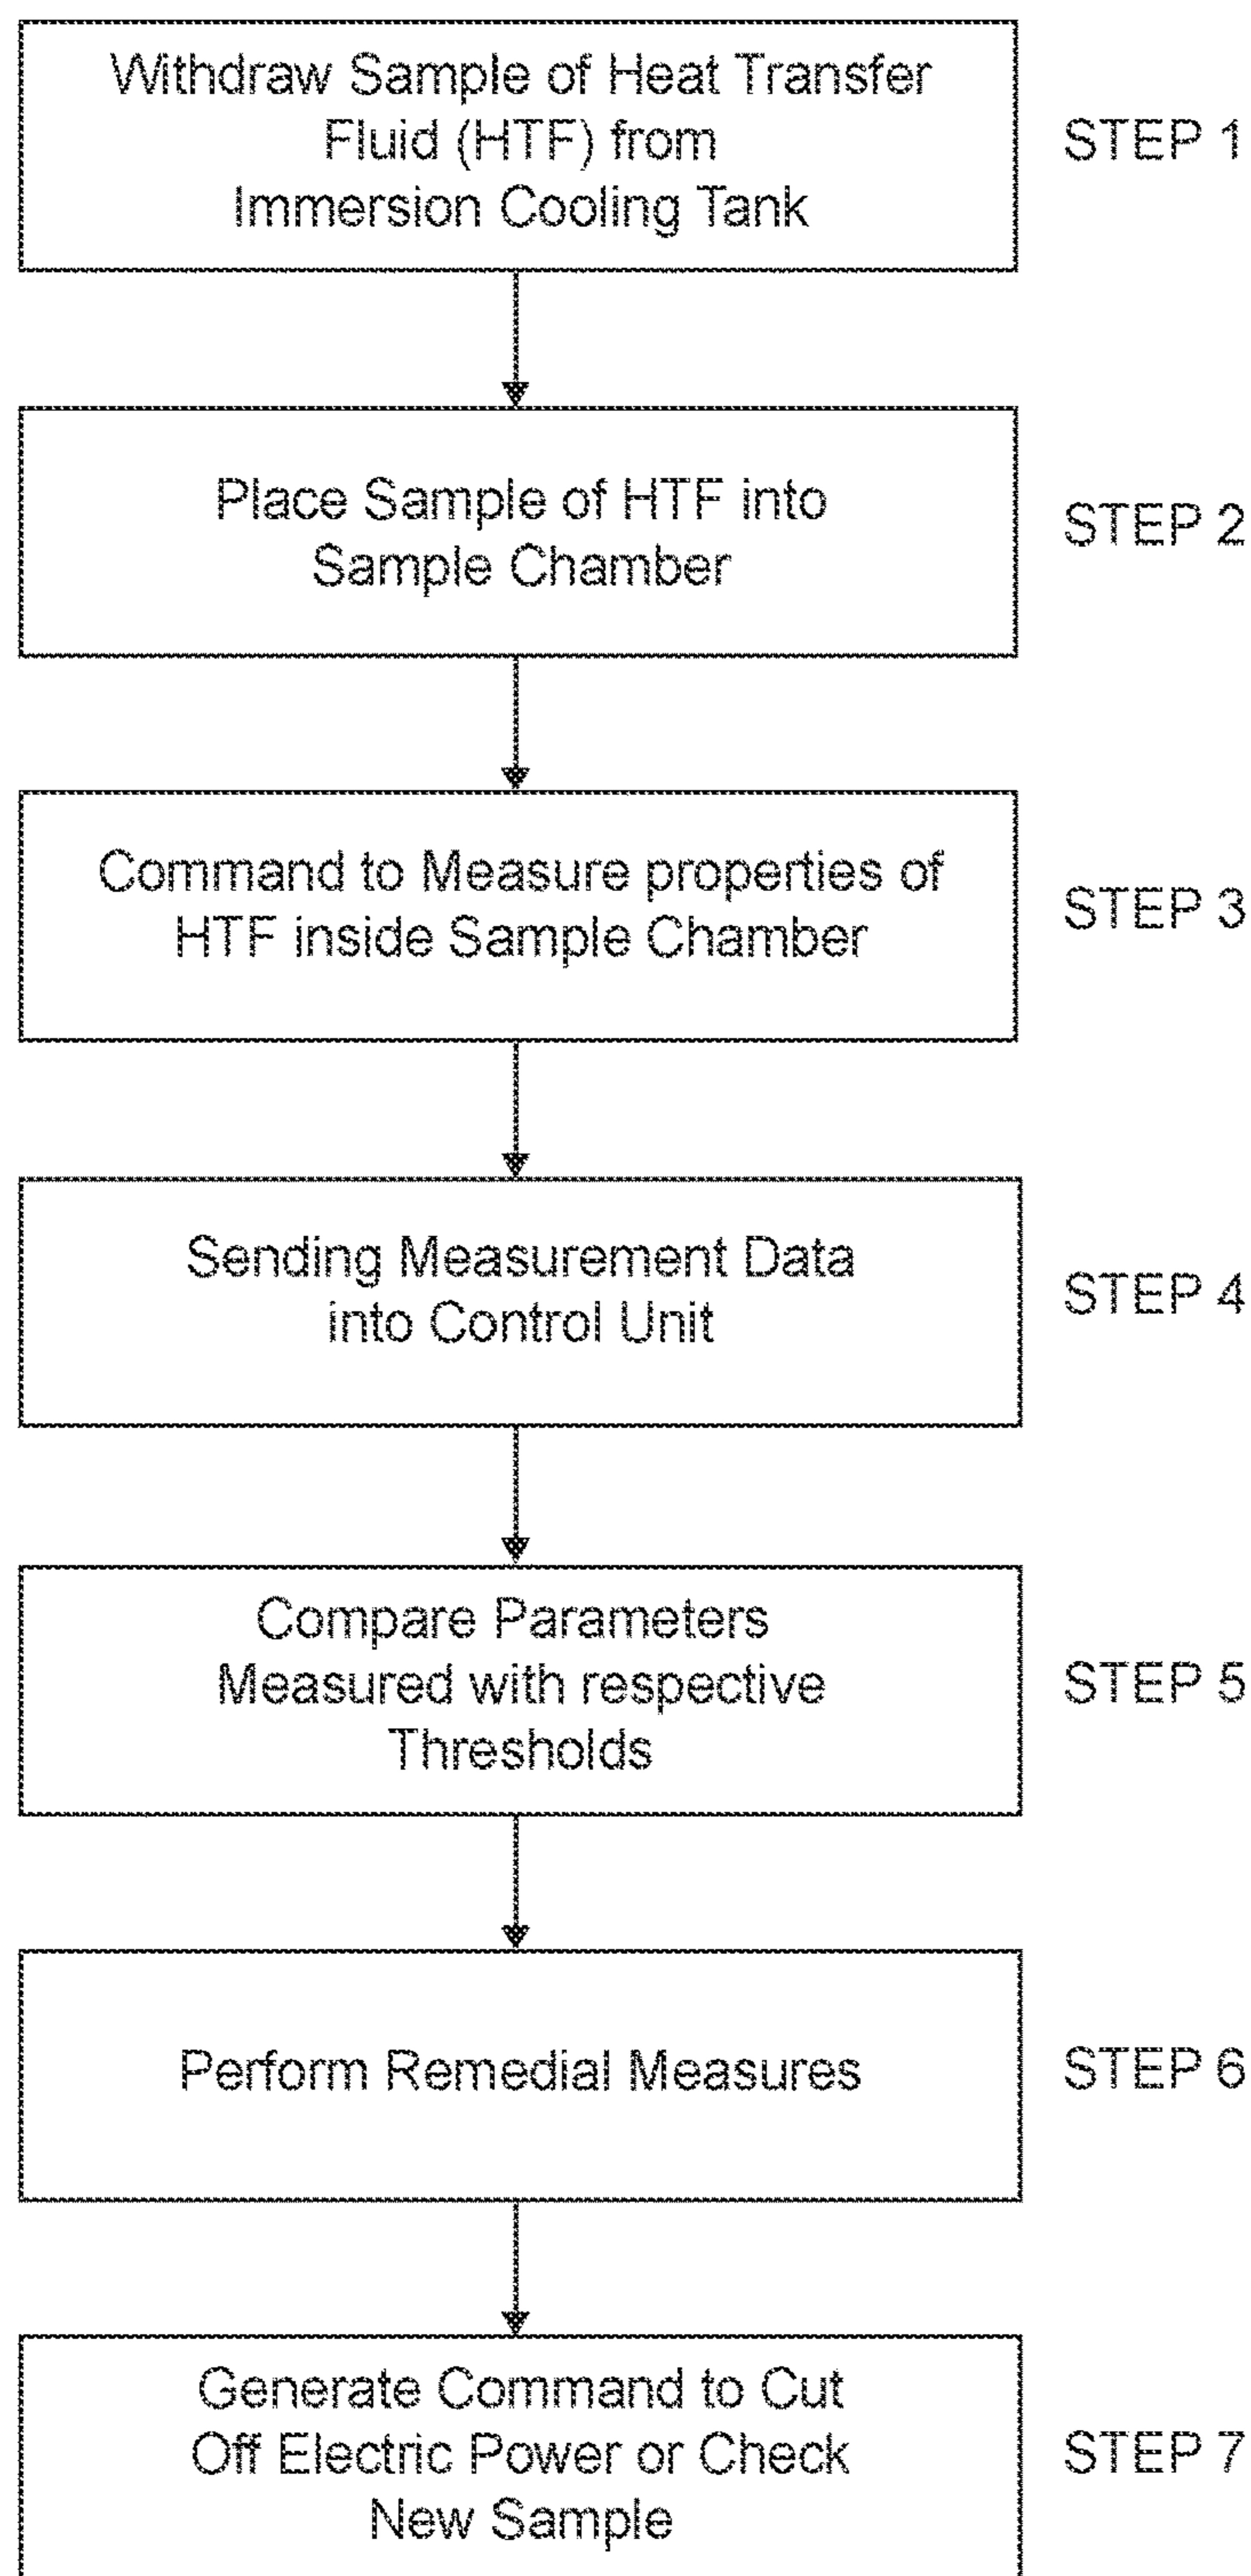 Withdraw Sample of Heat Transfer
Fluid (HTF) from
Immersion Cooling Tank
STEP 1
Place Sample of HTF into
Sample Chamber
STEP 2
Command to Measure properties of
HTF inside Sample Chamber
STEP 3
Sending Measurement Data
into Control Unit
STEP 4
Compare Parameters
Measured with respective
Thresholds
STEP 5
Perform Remedial Measures
STEP 6
Generate Command to Cut
Off Electric Power or Check
New Sample
STEP 7